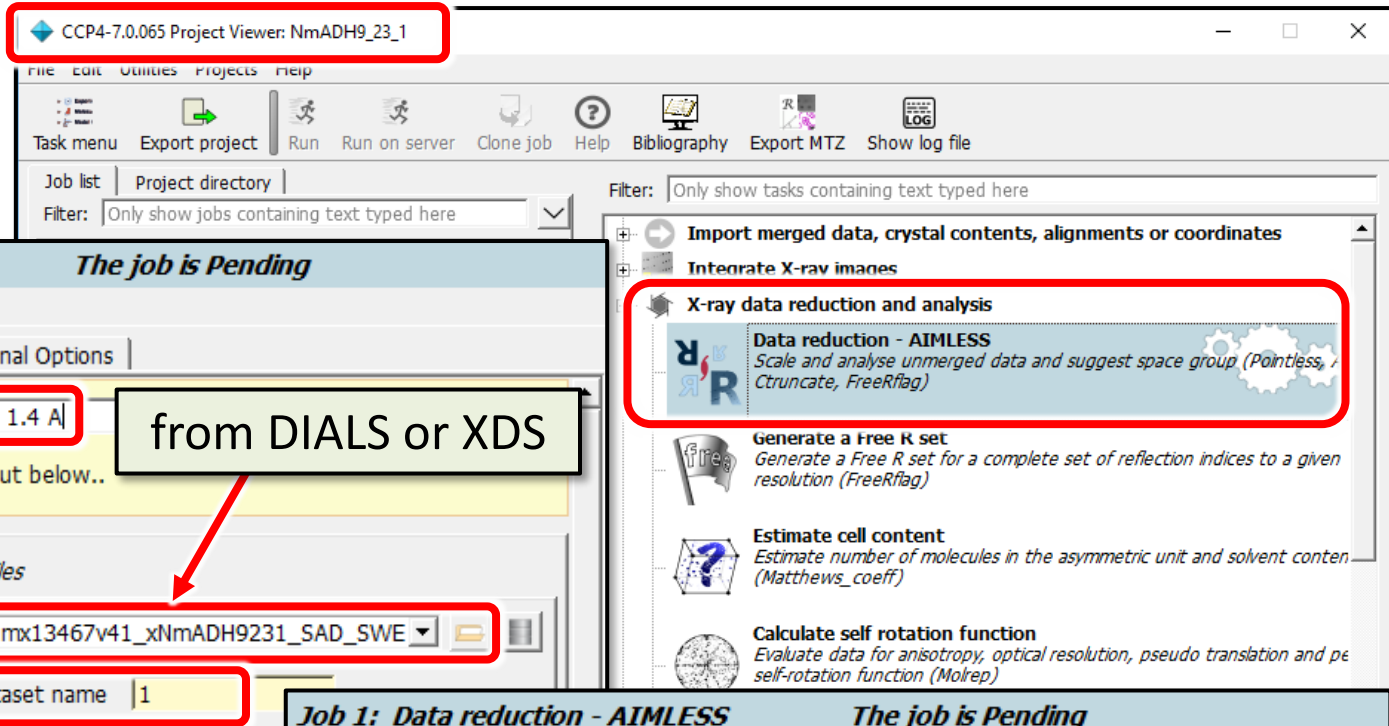 CCP4-7.0.065 Project Viewer: NmADH9_23_1
File Edit Utilities Projects Help
Task menu Export project Run Run on server Clone job Help Bibliography Export MTZ Show log file
Job list Project directory
Filter: Only show jobs containing text typed here
Filter: Only show tasks containing text typed here
Import merged data, crystal contents, alignments or coordinates
Integrate X-ray images
X-ray data reduction and analysis
Data reduction - AIMLESS
Scale and analyse unmerged data and suggest space group (Pointless, A
Ctruncate, FreeRflag)
Generate a Free R set
Generate a Free R set for a complete set of reflection indices to a given
resolution (FreeRflag)
Estimate cell content
Estimate number of molecules in the asymmetric unit and solvent conten
(Matthews_coeff)
Calculate self rotation function
Evaluate data for anisotropy, optical resolution, pseudo translation and pe
self-rotation function (Molrep)
The job is Pending
nal Options
1.4 A
from DIALS or XDS
ut below..
les
mx13467v41_xNmADH9231_SAD_SWE
taset name 1
Job 1: Data reduction - AIMLESS The job is Pending